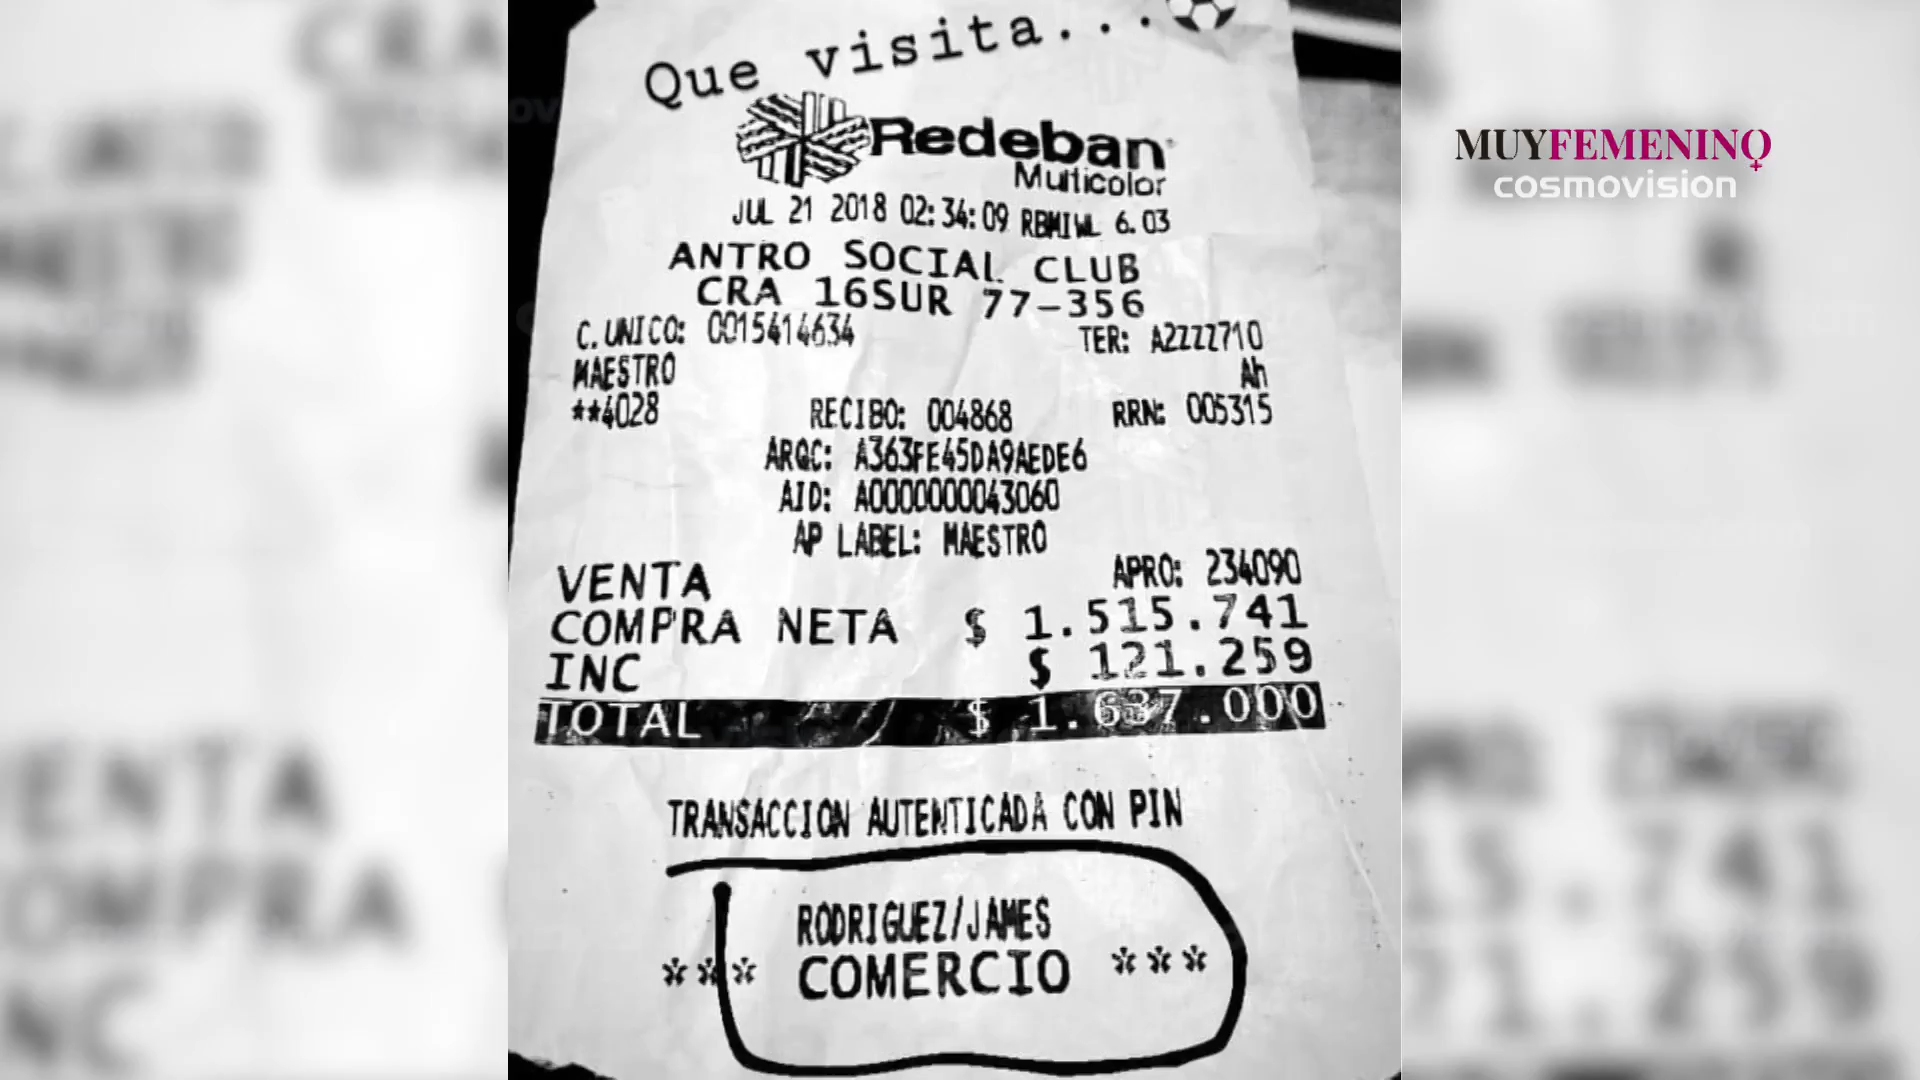 Que visita...
Redeban
Multicolor
JUL 21 2018 02:34:09 RBMIWL 6.03
ANTRO SOCIAL CLUB
CRA 16SUR 77-356
C.UNICO: 0015414634 TER: AZZZZ710
MAESTRO Ah
**4028 RECIBO: 004868 RRN: 005315
ARQC: A363FE45DA9AEDE6
AID: A0000000043060
AP LABEL: MAESTRO
VENTA APRO: 234090
COMPRA NETA $ 1.515.741
INC $ 121.259
TOTAL $ 1.637.000
TRANSACCION AUTENTICADA CON PIN
RODRIGUEZ/JAMES
*** COMERCIO ***
MUYFEMENINO
cosmovision